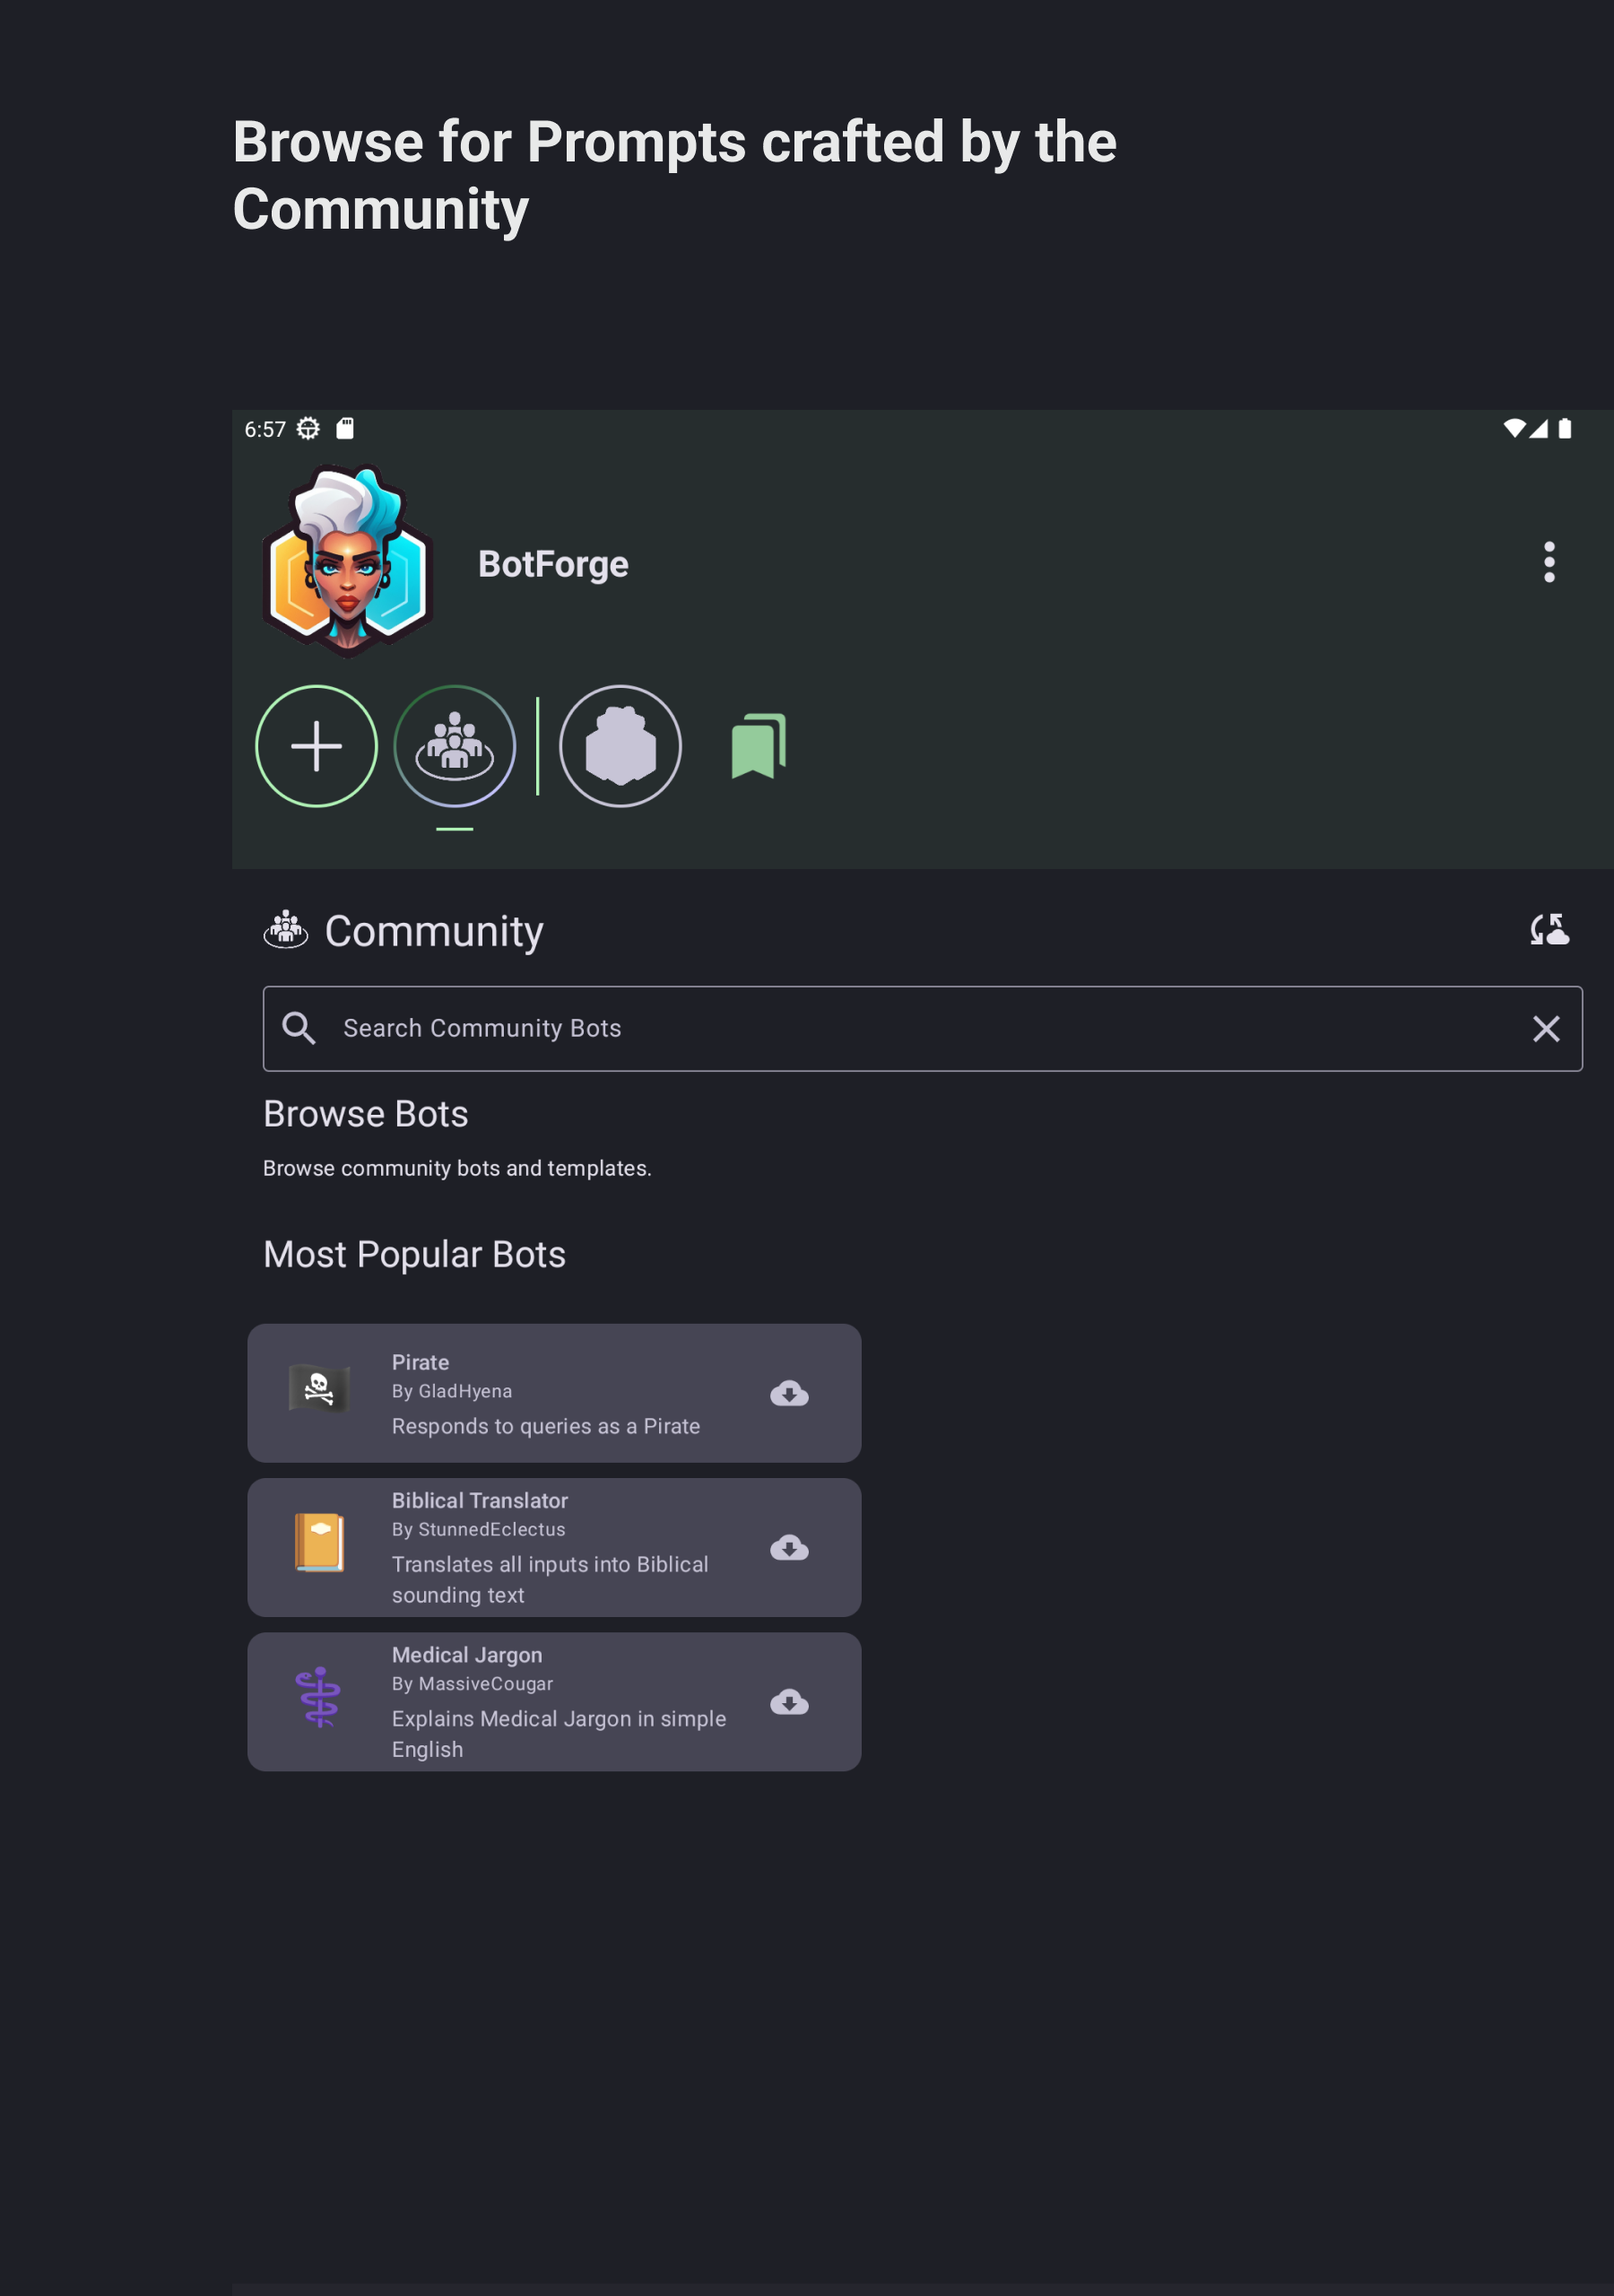 Browse for Prompts crafted by the
Community
6:57
BotForge
Community
Search Community Bots
Browse Bots
Browse community bots and templates.
Most Popular Bots
Pirate
By GladHyena
Responds to queries as a Pirate
Biblical Translator
By StunnedEclectus
Translates all inputs into Biblical
sounding text
Medical Jargon
By MassiveCougar
Explains Medical Jargon in simple
English